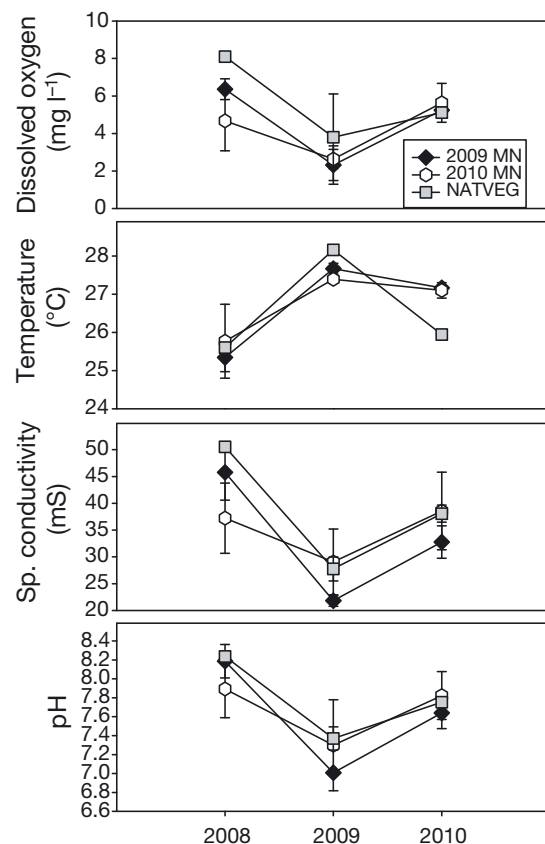 Dissolved oxygen
(mg l⁻¹)
10
8
6
4
2
0
2009 MN
2010 MN
NATVEG
Temperature
(°C)
28
27
26
25
24
Sp. conductivity
(mS)
50
45
40
35
30
25
20
pH
8.4
8.2
8.0
7.8
7.6
7.4
7.2
7.0
6.8
6.6
2008 2009 2010